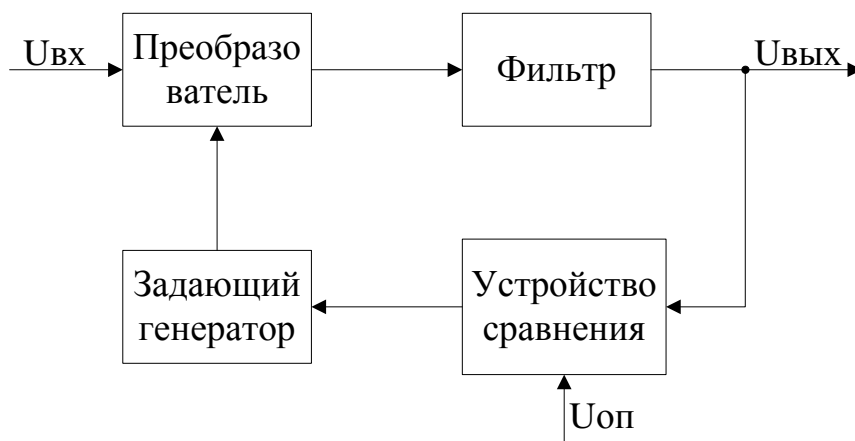 Uвх
Преобразо
ватель
Фильтр
Uвых
Задающий
генератор
Устройство
сравнения
Uоп